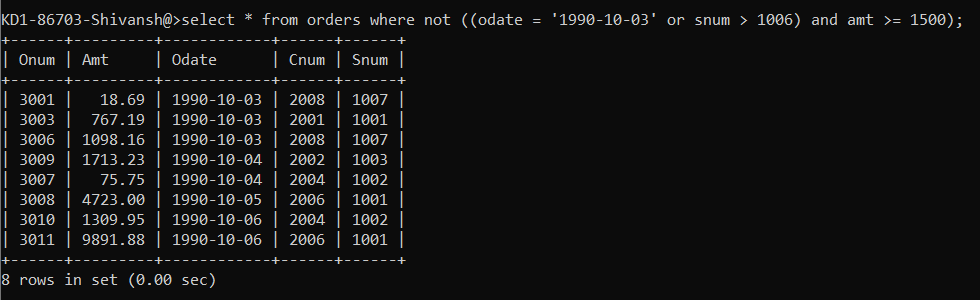 KD1-86703-Shivansh@>select * from orders where not ((odate = '1990-10-03' or snum > 1006) and amt >= 1500);
+------+---------+------------+------+------+
| Onum | Amt     | Odate      | Cnum | Snum |
+------+---------+------------+------+------+
| 3001 |   18.69 | 1990-10-03 | 2008 | 1007 |
| 3003 |  767.19 | 1990-10-03 | 2001 | 1001 |
| 3006 | 1098.16 | 1990-10-03 | 2008 | 1007 |
| 3009 | 1713.23 | 1990-10-04 | 2002 | 1003 |
| 3007 |   75.75 | 1990-10-04 | 2004 | 1002 |
| 3008 | 4723.00 | 1990-10-05 | 2006 | 1001 |
| 3010 | 1309.95 | 1990-10-06 | 2004 | 1002 |
| 3011 | 9891.88 | 1990-10-06 | 2006 | 1001 |
+------+---------+------------+------+------+
8 rows in set (0.00 sec)